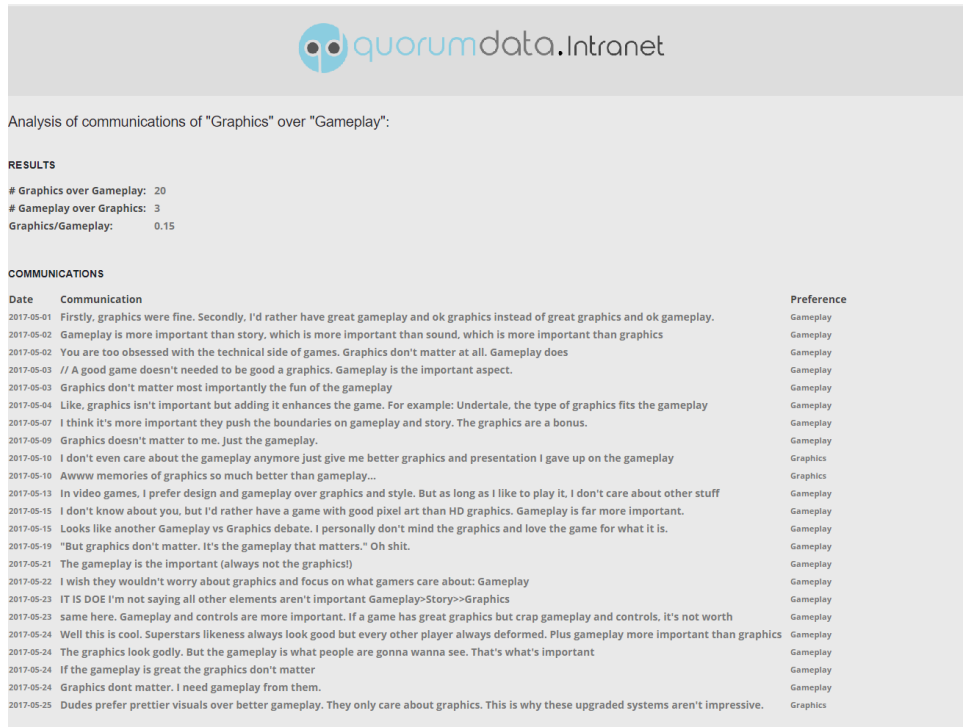 qd quorumdata.Intranet
Analysis of communications of "Graphics" over "Gameplay":
RESULTS
# Graphics over Gameplay: 20
# Gameplay over Graphics: 3
Graphics/Gameplay: 0.15
COMMUNICATIONS
Date Communication Preference
2017-05-01 Firstly, graphics were fine. Secondly, I'd rather have great gameplay and ok graphics instead of great graphics and ok gameplay. Gameplay
2017-05-02 Gameplay is more important than story, which is more important than sound, which is more important than graphics Gameplay
2017-05-02 You are too obsessed with the technical side of games. Graphics don't matter at all. Gameplay does Gameplay
2017-05-03 // A good game doesn't needed to be good a graphics. Gameplay is the important aspect. Gameplay
2017-05-03 Graphics don't matter most importantly the fun of the gameplay Gameplay
2017-05-04 Like, graphics isn't important but adding it enhances the game. For example: Undertale, the type of graphics fits the gameplay Gameplay
2017-05-07 I think it's more important they push the boundaries on gameplay and story. The graphics are a bonus. Gameplay
2017-05-09 Graphics doesn't matter to me. Just the gameplay. Gameplay
2017-05-10 I don't even care about the gameplay anymore just give me better graphics and presentation I gave up on the gameplay Graphics
2017-05-10 Awww memories of graphics so much better than gameplay... Graphics
2017-05-13 In video games, I prefer design and gameplay over graphics and style. But as long as I like to play it, I don't care about other stuff Gameplay
2017-05-15 I don't know about you, but I'd rather have a game with good pixel art than HD graphics. Gameplay is far more important. Gameplay
2017-05-15 Looks like another Gameplay vs Graphics debate. I personally don't mind the graphics and love the game for what it is. Gameplay
2017-05-19 "But graphics don't matter. It's the gameplay that matters." Oh shit. Gameplay
2017-05-21 The gameplay is the important (always not the graphics!) Gameplay
2017-05-22 I wish they wouldn't worry about graphics and focus on what gamers care about: Gameplay Gameplay
2017-05-23 IT IS DOE I'm not saying all other elements aren't important Gameplay>Story>>Graphics Gameplay
2017-05-23 same here. Gameplay and controls are more important. If a game has great graphics but crap gameplay and controls, it's not worth Gameplay
2017-05-24 Well this is cool. Superstars likeness always look good but every other player always deformed. Plus gameplay more important than graphics Gameplay
2017-05-24 The graphics look godly. But the gameplay is what people are gonna wanna see. That's what's important Gameplay
2017-05-24 If the gameplay is great the graphics don't matter Gameplay
2017-05-24 Graphics dont matter. I need gameplay from them. Gameplay
2017-05-25 Dudes prefer prettier visuals over better gameplay. They only care about graphics. This is why these upgraded systems aren't impressive. Graphics